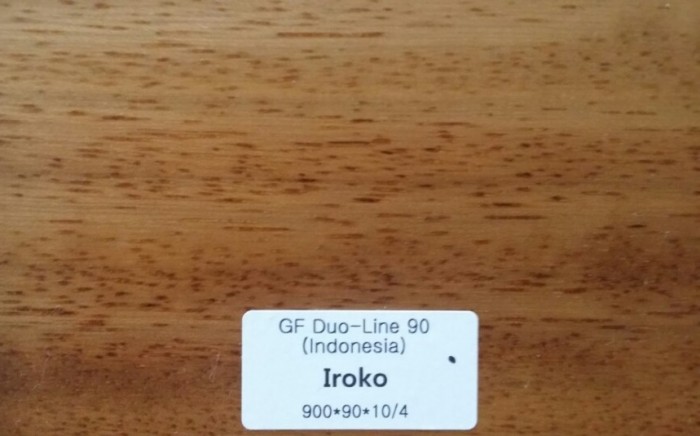 GF Duo-Line 90
(Indonesia)
Iroko
900*90*10/4